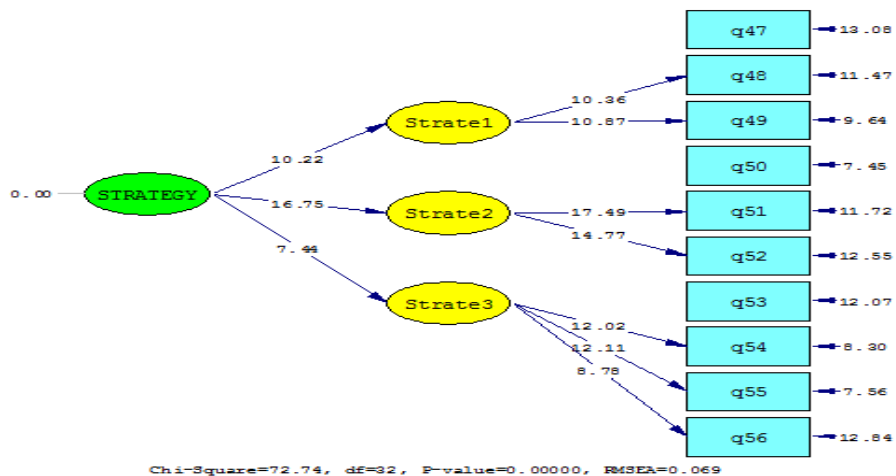 q47
13.08
q48
11.47
10.36
Strate1
10.87
q49
9.64
10.22
q50
7.45
0.00
STRATEGY
16.75
Strate2
17.49
q51
11.72
14.77
7.44
q52
12.55
q53
12.07
Strate3
12.02
q54
8.30
12.11
8.78
q55
7.56
q56
12.84
Chi-Square=72.74, df=32, P-value=0.00000, RMSEA=0.069